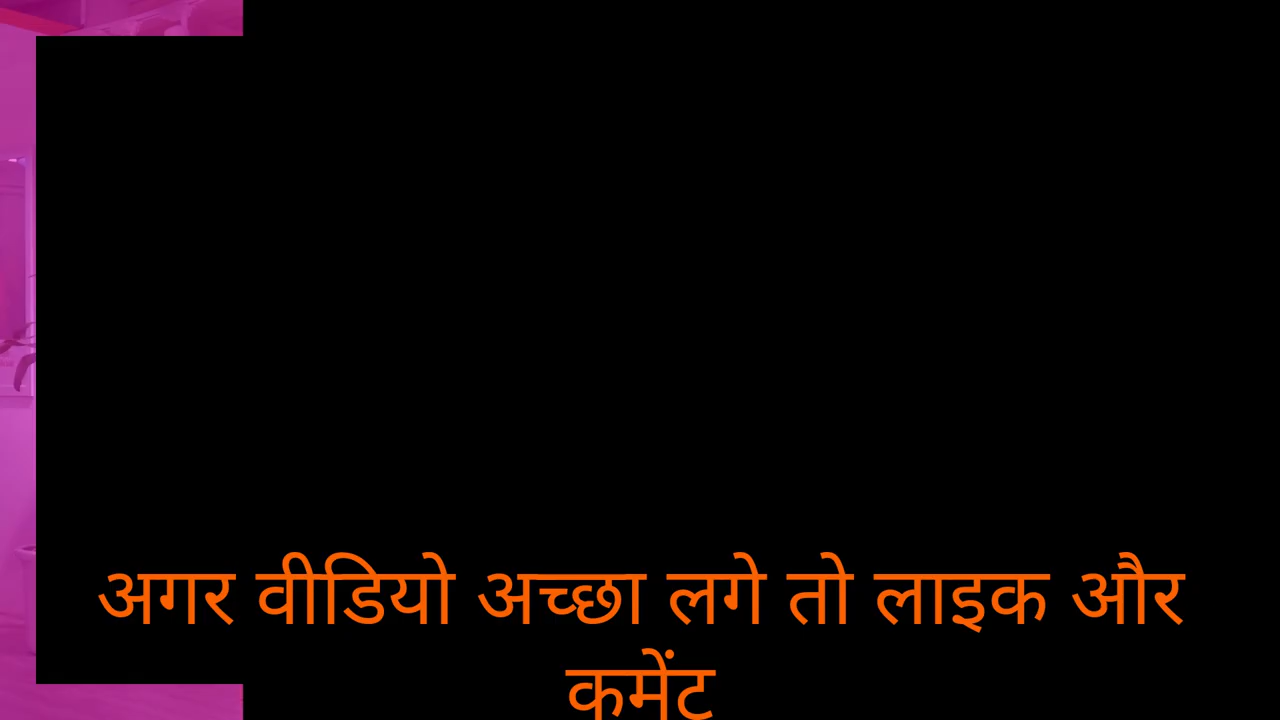 अगर वीडियो अच्छा लगे तो लाइक और
कमेंट